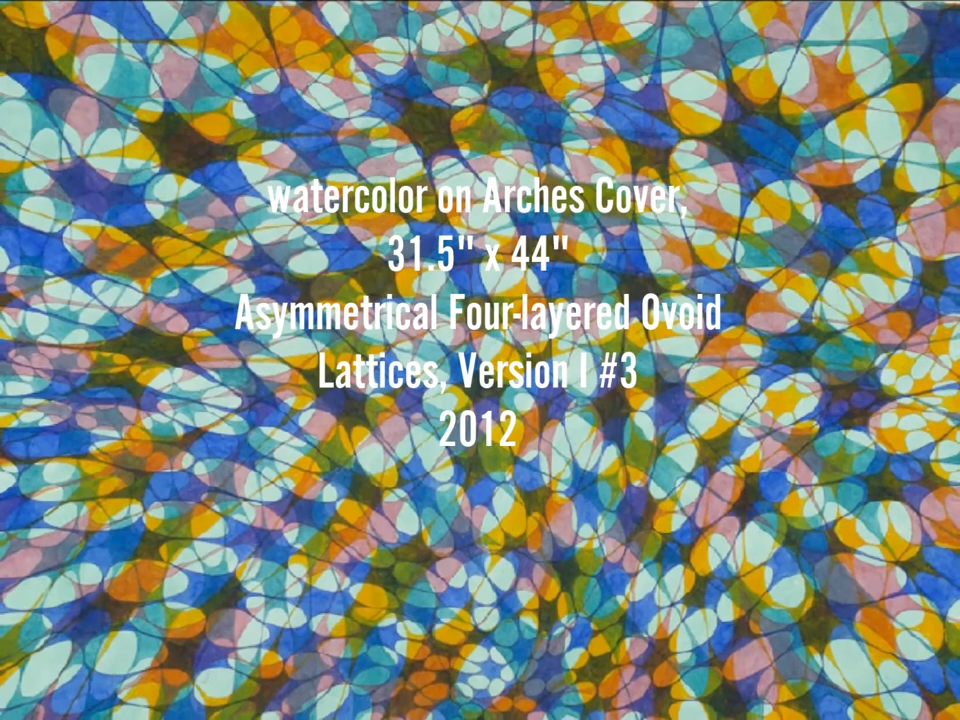 watercolor on Arches Cover,
31.5" x 44"
Asymmetrical Four-layered Ovoid
Lattices, Version I #3
2012